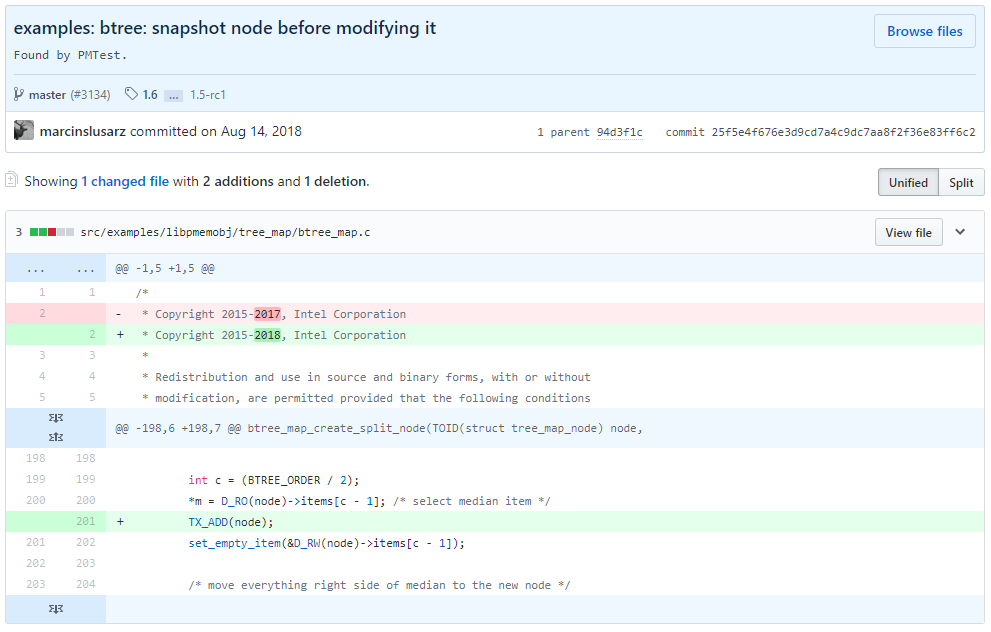 examples: btree: snapshot node before modifying it
Browse files
Found by PMTest.
master (#3134) 1.6 ... 1.5-rc1
marcinslusarz committed on Aug 14, 2018 1 parent 94d3f1c commit 25f5e4f676e3d9cd7a4c9dc7aa8f2f36e83ff6c2
Showing 1 changed file with 2 additions and 1 deletion.
Unified Split
3 src/examples/libpmemobj/tree_map/btree_map.c View file
... ... @@ -1,5 +1,5 @@
1 1 /*
2 - * Copyright 2015-2017, Intel Corporation
2 + * Copyright 2015-2018, Intel Corporation
3 3 *
4 4 * Redistribution and use in source and binary forms, with or without
5 5 * modification, are permitted provided that the following conditions
@@ -198,6 +198,7 @@ btree_map_create_split_node(TOID(struct tree_map_node) node,
198 198
199 199 int c = (BTREE_ORDER / 2);
200 200 *m = D_RO(node)->items[c - 1]; /* select median item */
201 + TX_ADD(node);
201 202 set_empty_item(&D_RW(node)->items[c - 1]);
202 203
203 204 /* move everything right side of median to the new node */